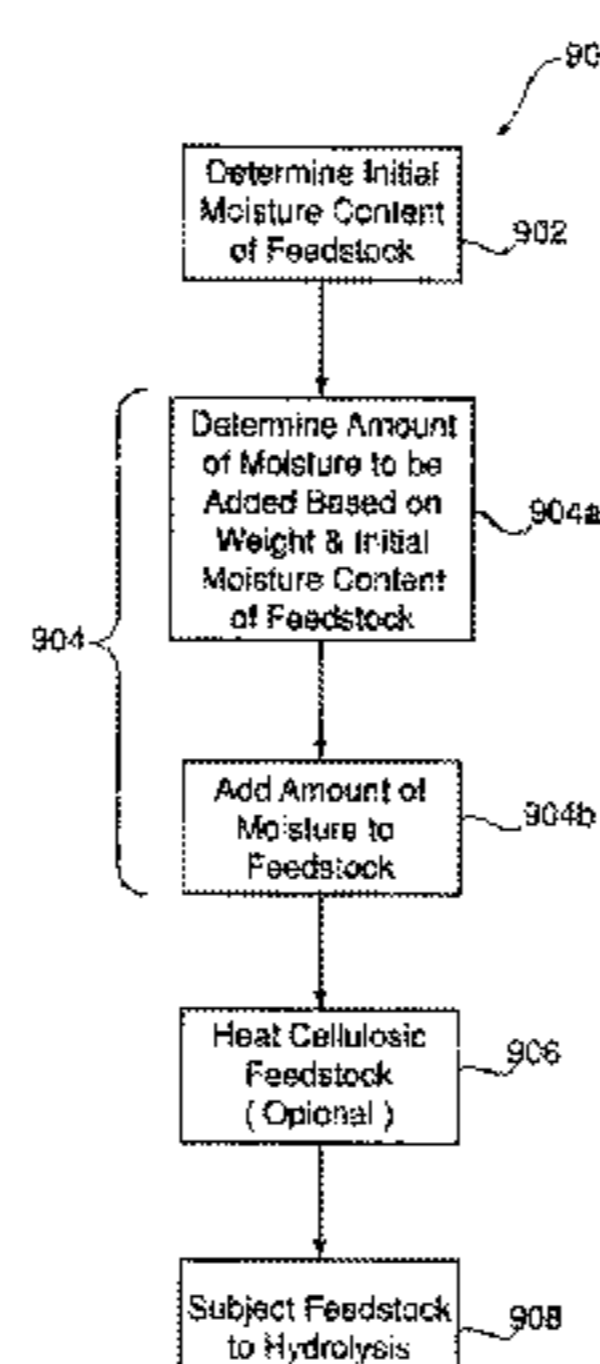 90
Determine Initial
Moisture Content
of Feedstock
902
Determine Amount
of Moisture to be
Added Based on
Weight & Initial
Moisture Content
of Feedstock
904a
904
Add Amount of
Moisture to
Feedstock
904b
Heat Cellulosic
Feedstock
( Opional )
906
Subject Feedstock
to Hydrolysis
908